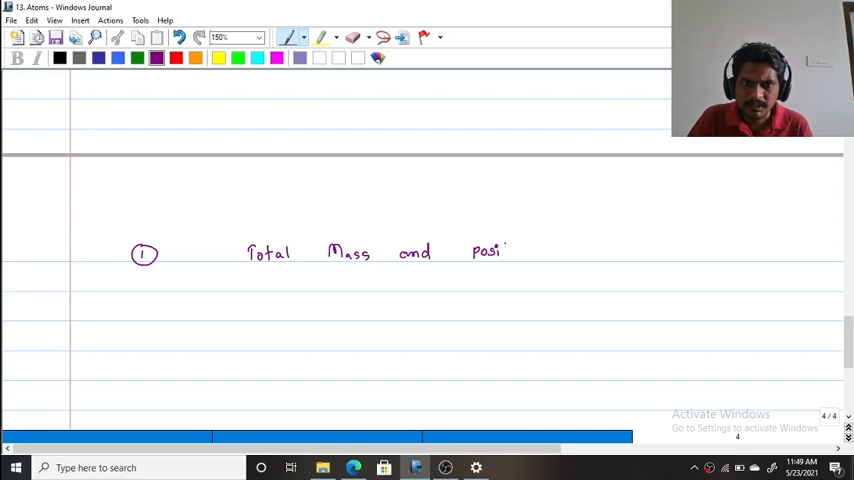 13. Atoms - Windows Journal
File Edit View Insert Actions Tools Help
150%
B I
1 Total Mass and posi
Activate Windows
Go to Settings to activate Windows.
4 / 4
4
Type here to search
11:49 AM
5/23/2021